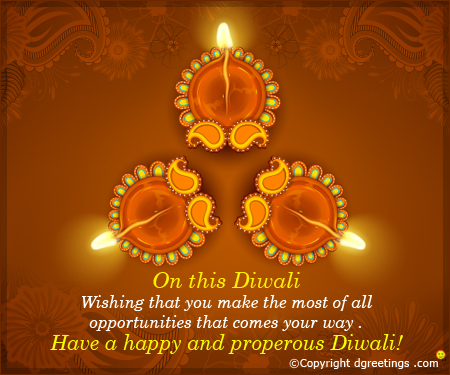 On this Diwali
Wishing that you make the most of all
opportunities that comes your way .
Have a happy and properous Diwali!
©Copyright dgreetings.com